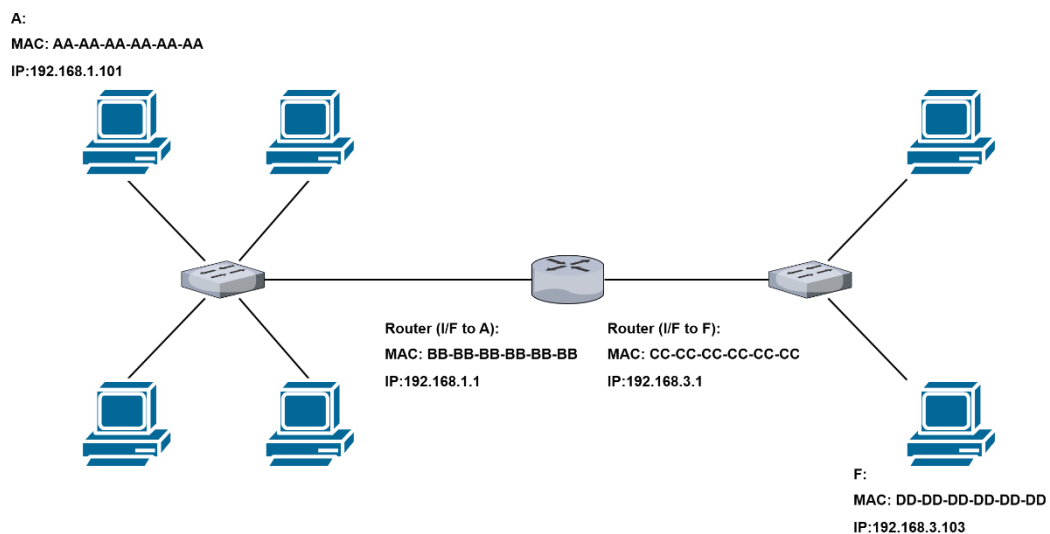 A:
MAC: AA-AA-AA-AA-AA-AA
IP:192.168.1.101
Router (I/F to A):
MAC: BB-BB-BB-BB-BB-BB
IP:192.168.1.1
Router (I/F to F):
MAC: CC-CC-CC-CC-CC-CC
IP:192.168.3.1
F:
MAC: DD-DD-DD-DD-DD-DD
IP:192.168.3.103